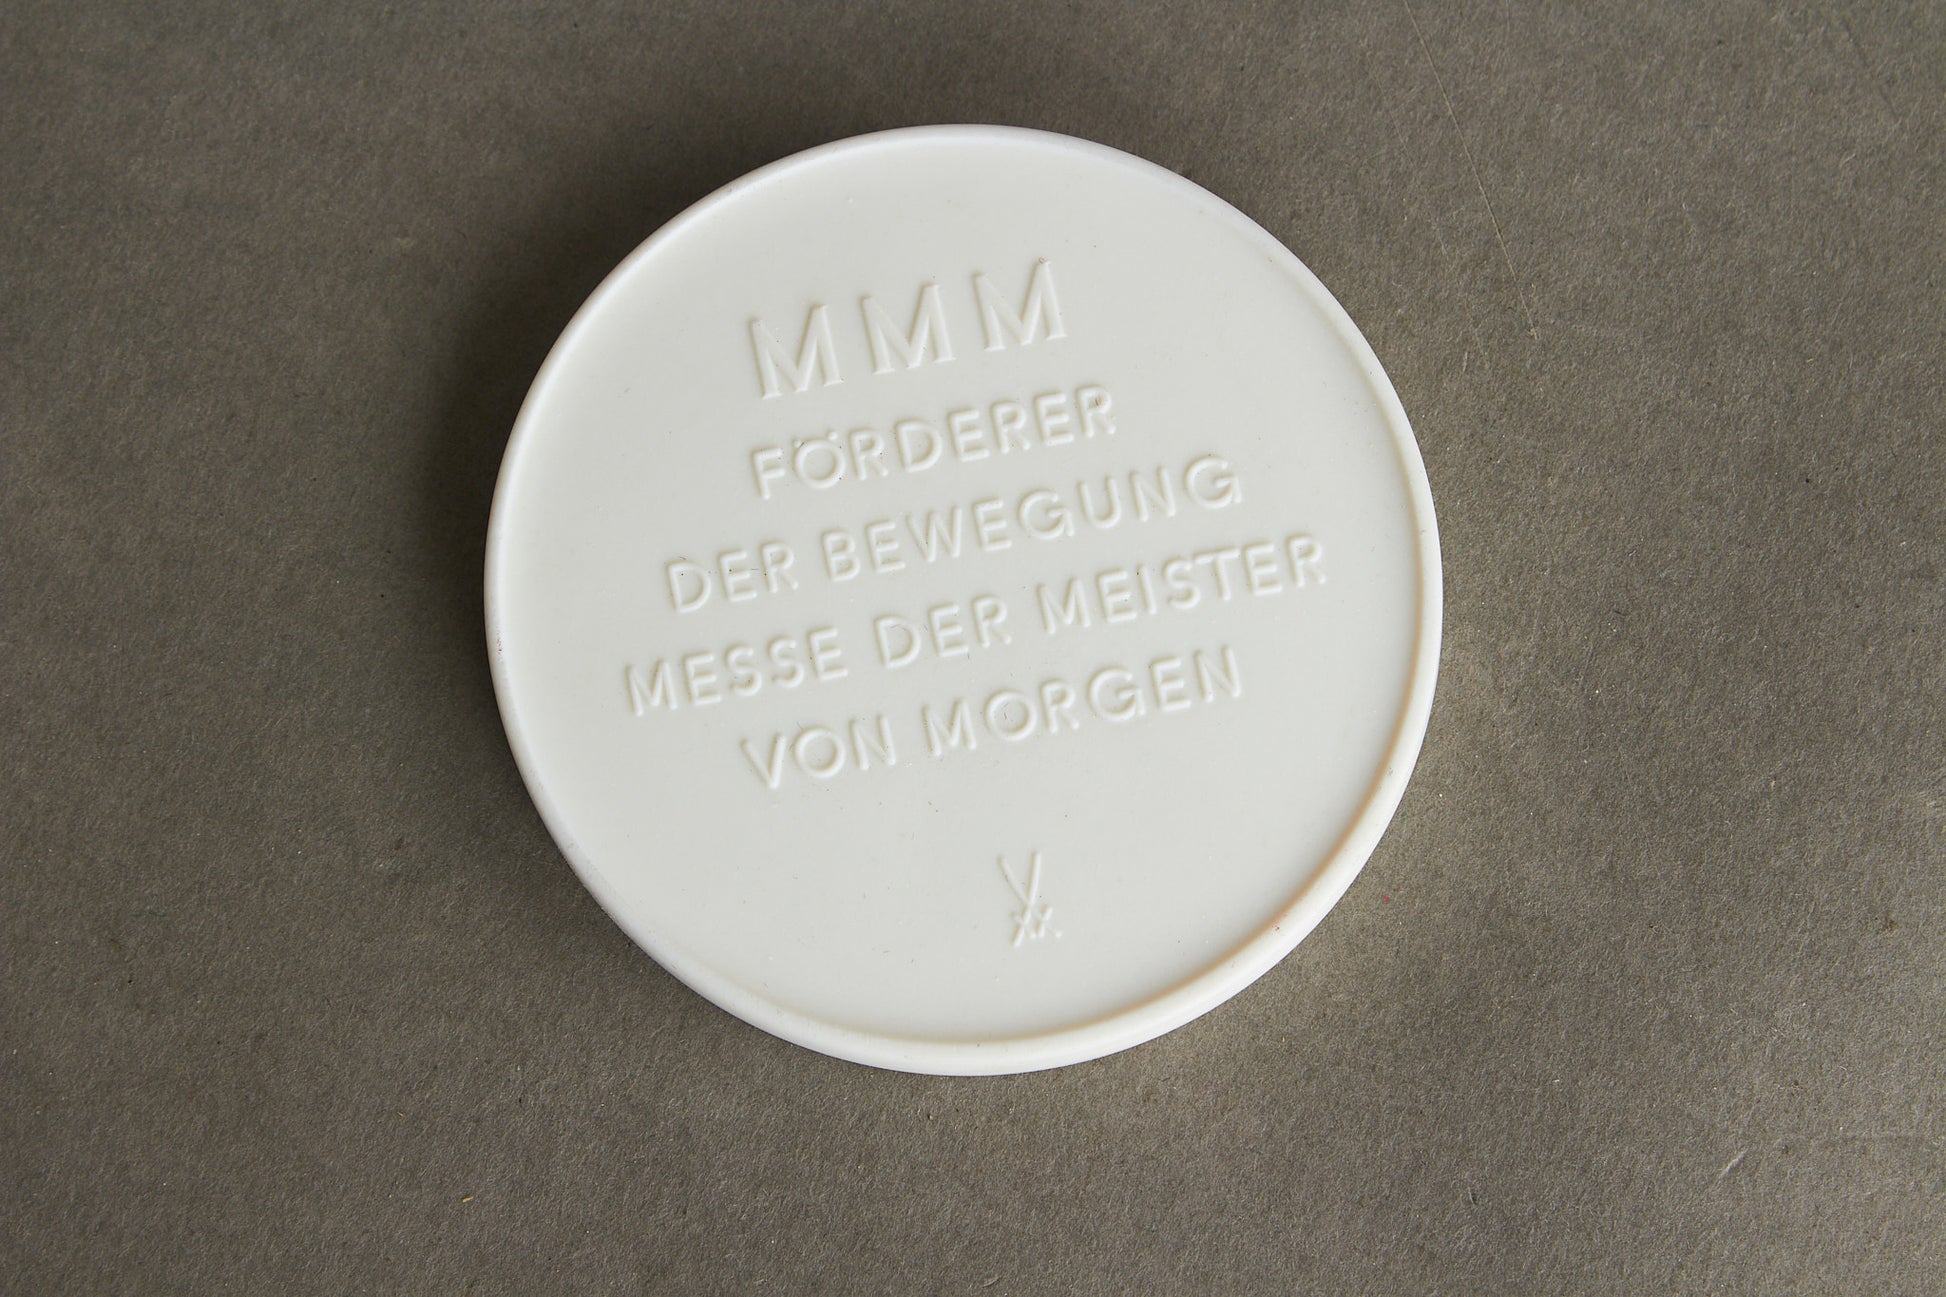 MMM
FÖRDERER
DER BEWEGUNG
MESSE DER MEISTER
VON MORGEN